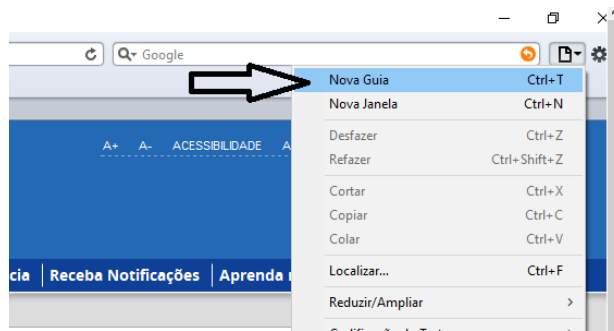 Google
Nova Guia Ctrl+T
Nova Janela Ctrl+N
Desfazer Ctrl+Z
A+ A- ACESSIBILIDADE A
Refazer Ctrl+Shift+Z
Cortar Ctrl+X
Copiar Ctrl+C
Colar Ctrl+V
cia Receba Notificações Aprenda
Localizar... Ctrl+F
Reduzir/Ampliar